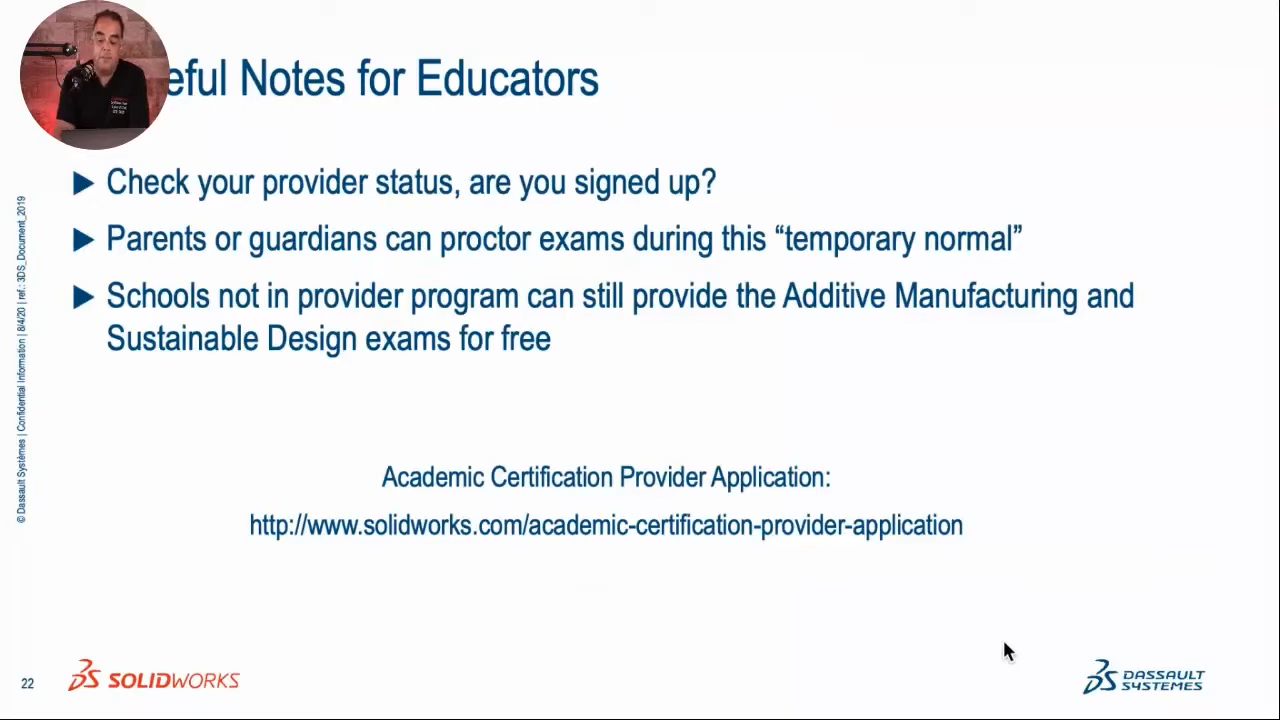 eful Notes for Educators
Check your provider status, are you signed up?
Parents or guardians can proctor exams during this “temporary normal”
Schools not in provider program can still provide the Additive Manufacturing and
Sustainable Design exams for free
Academic Certification Provider Application:
http://www.solidworks.com/academic-certification-provider-application
© Dassault Systèmes | Confidential Information | 8/4/20 | ref.: 3DS_Document_2019
22
SOLIDWORKS
DASSAULT
SYSTEMES